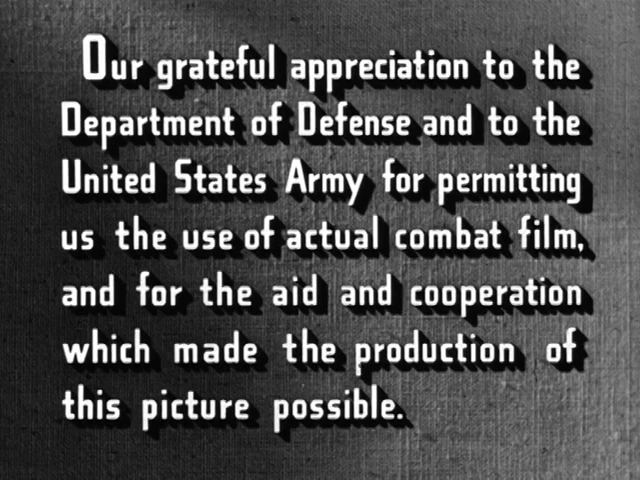 Our grateful appreciation to the
Department of Defense and to the
United States Army for permitting
us the use of actual combat film,
and for the aid and cooperation
which made the production of
this picture possible.